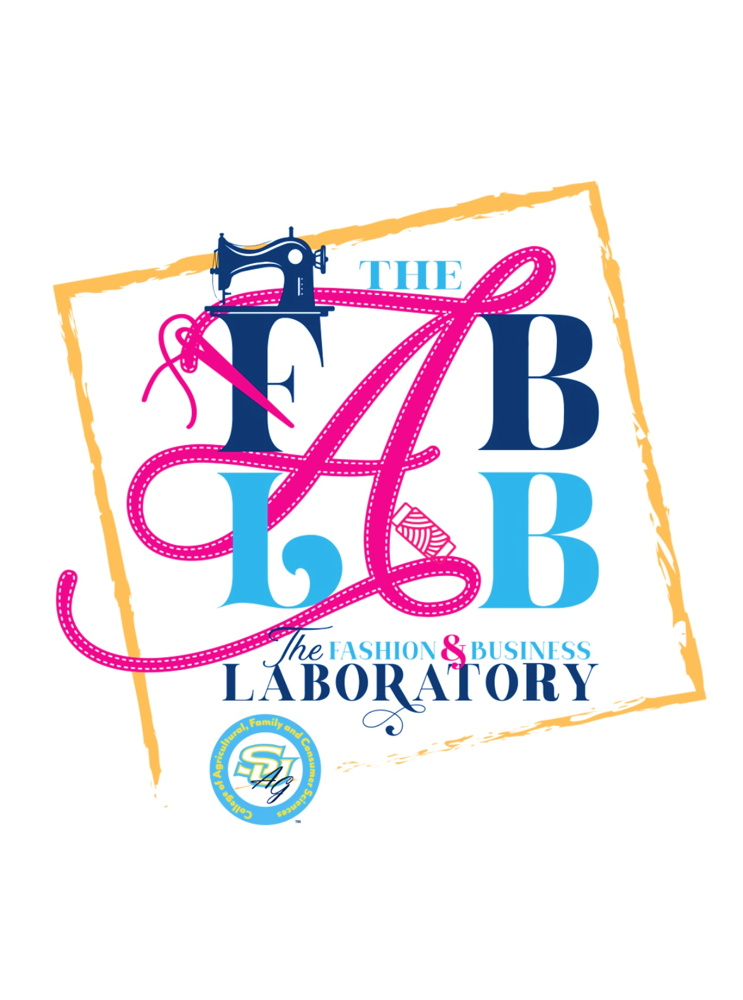 THE
FAB
LAB
The FASHION & BUSINESS
LABORATORY
College of Agricultural, Family and Consumer Sciences
SU
AG
™